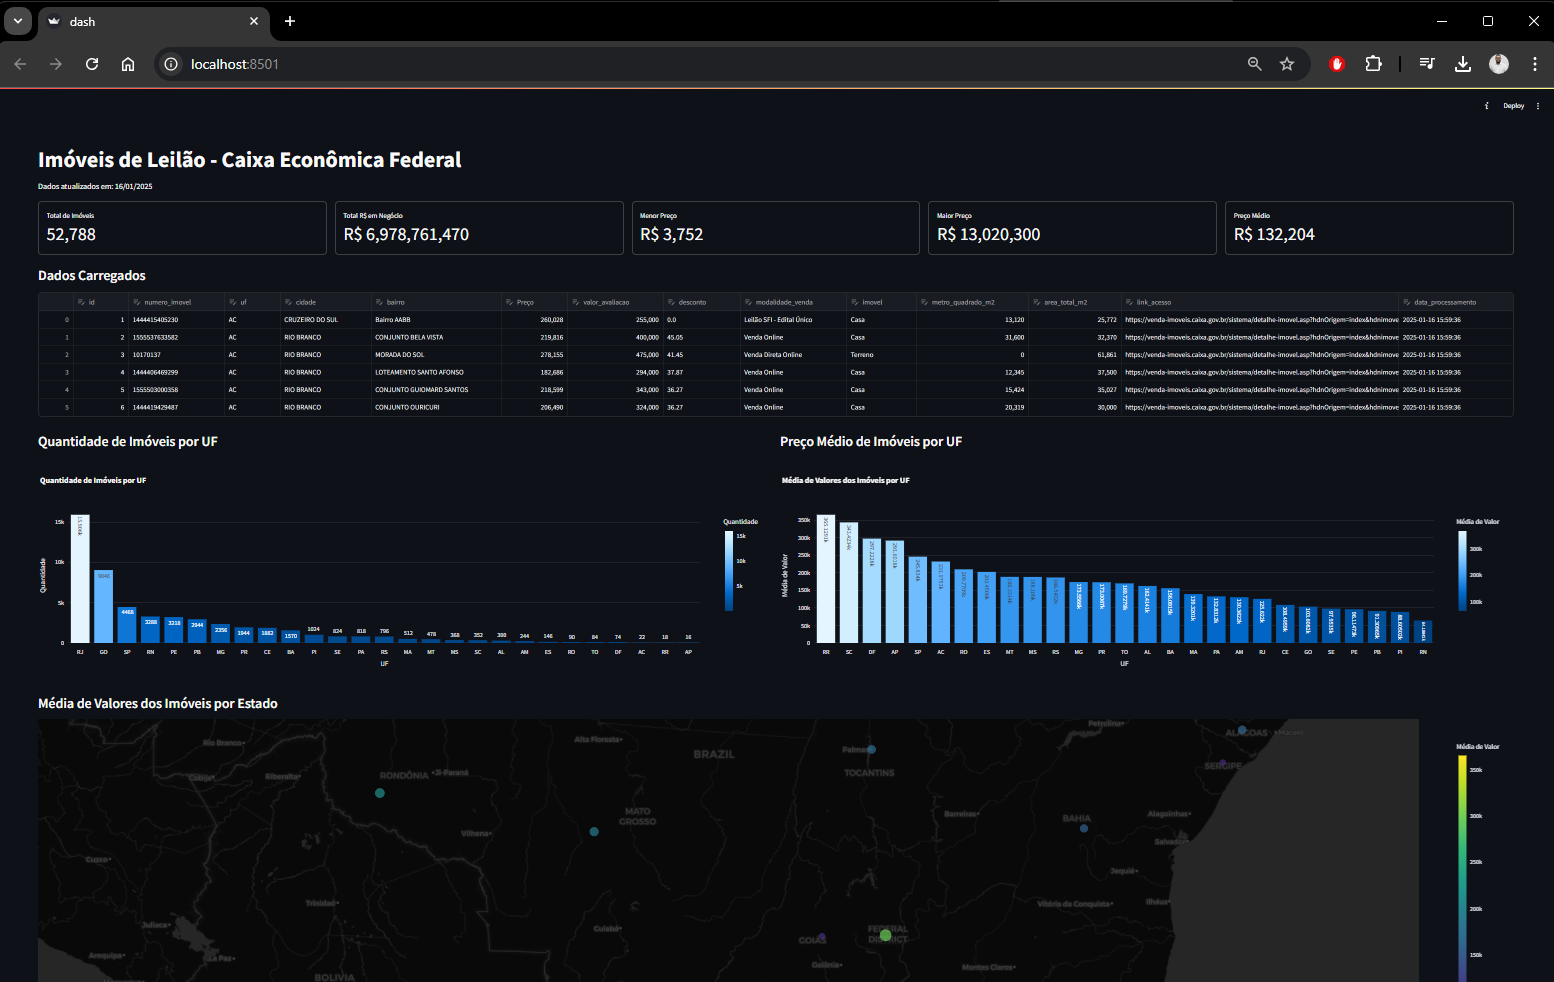 dash
localhost:8501
Deploy
Imóveis de Leilão - Caixa Econômica Federal
Dados atualizados em: 16/01/2025
Total de Imóveis
52,788
Total R$ em Negócio
R$ 6,978,761,470
Menor Preço
R$ 3,752
Maior Preço
R$ 13,020,300
Preço Médio
R$ 132,204
Dados Carregados
id numero_imovel uf cidade bairro Preço valor_avaliacao desconto modalidade_venda imovel metro_quadrado_m2 area_total_m2 link_acesso data_processamento
0 1 1444415405230 AC CRUZEIRO DO SUL Bairro AABB 260,028 255,000 0.0 Leilão SFI - Edital Único Casa 13,120 25,772 https://venda-imoveis.caixa.gov.br/sistema/detalhe-imovel.asp?hdnOrigem=index&hdnimove 2025-01-16 15:59:36
1 2 1555537633582 AC RIO BRANCO CONJUNTO BELA VISTA 219,816 400,000 45.05 Venda Online Casa 31,600 32,370 https://venda-imoveis.caixa.gov.br/sistema/detalhe-imovel.asp?hdnOrigem=index&hdnimove 2025-01-16 15:59:36
2 3 10170137 AC RIO BRANCO MORADA DO SOL 278,155 475,000 41.45 Venda Direta Online Terreno 0 61,861 https://venda-imoveis.caixa.gov.br/sistema/detalhe-imovel.asp?hdnOrigem=index&hdnimove 2025-01-16 15:59:36
3 4 1444406469299 AC RIO BRANCO LOTEAMENTO SANTO AFONSO 182,686 294,000 37.87 Venda Online Casa 12,345 37,500 https://venda-imoveis.caixa.gov.br/sistema/detalhe-imovel.asp?hdnOrigem=index&hdnimove 2025-01-16 15:59:36
4 5 1555503000358 AC RIO BRANCO CONJUNTO GUIOMARD SANTOS 218,599 343,000 36.27 Venda Online Casa 15,424 35,027 https://venda-imoveis.caixa.gov.br/sistema/detalhe-imovel.asp?hdnOrigem=index&hdnimove 2025-01-16 15:59:36
5 6 1444419429487 AC RIO BRANCO CONJUNTO OURICURI 206,490 324,000 36.27 Venda Online Casa 20,319 30,000 https://venda-imoveis.caixa.gov.br/sistema/detalhe-imovel.asp?hdnOrigem=index&hdnimove 2025-01-16 15:59:36
Quantidade de Imóveis por UF
Quantidade de Imóveis por UF
Quantidade
15k
10k
5k
0
9046 4488 3288 3218 2944 2356 1944 1882 1570 1024 824 818 796 512 478 368 352 300 244 146 90 84 74 22 18 16
RJ GO SP RN PE PB MG PR CE BA PI SE PA RS MA MT MS SC AL AM ES RO TO DF AC RR AP
UF
Quantidade
15k
10k
5k
Preço Médio de Imóveis por UF
Média de Valores dos Imóveis por UF
Média de Valor
350k
300k
250k
200k
150k
100k
50k
0
RR SC DF AP SP AC RO ES MT MS RS MG PR TO AL BA MA PA AM RJ CE GO SE PE PB PI RN
UF
Média de Valor
300k
200k
100k
Média de Valores dos Imóveis por Estado
Rio Branco
Cobija
Riberalta
RONDÔNIA
Ji-Paraná
Vilhena
Alta Floresta
BRAZIL
MATO GROSSO
Palmas
TOCANTINS
Petrolina
ALAGOAS
Maceió
SERGIPE
Barreiras
Alagoinhas
BAHIA
Salvador
Jequié
Ilhéus
Vitória da Conquista
Cuzco
Trinidad
Juliaca
Arequipa
La Paz
BOLIVIA
Cuiabá
GOIÁS
FEDERAL DISTRICT
Goiânia
Montes Claros
Média de Valor
350k
300k
250k
200k
150k